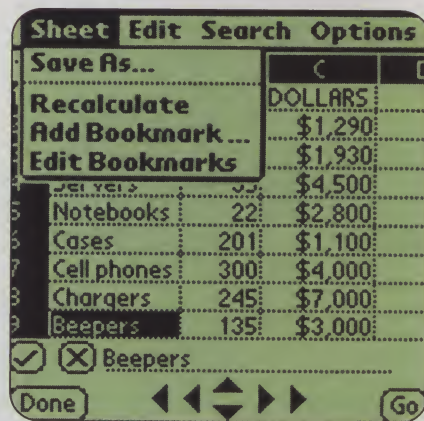 Sheet Edit Search Options
Save As...
Recalculate
Add Bookmark ...
Edit Bookmarks
C
DOLLARS
$1,290
$1,930
Servers 35 $4,500
5 Notebooks 22 $2,800
6 Cases 201 $1,100
7 Cell phones 300 $4,000
8 Chargers 245 $7,000
9 Beepers 135 $3,000
Beepers
Done Go